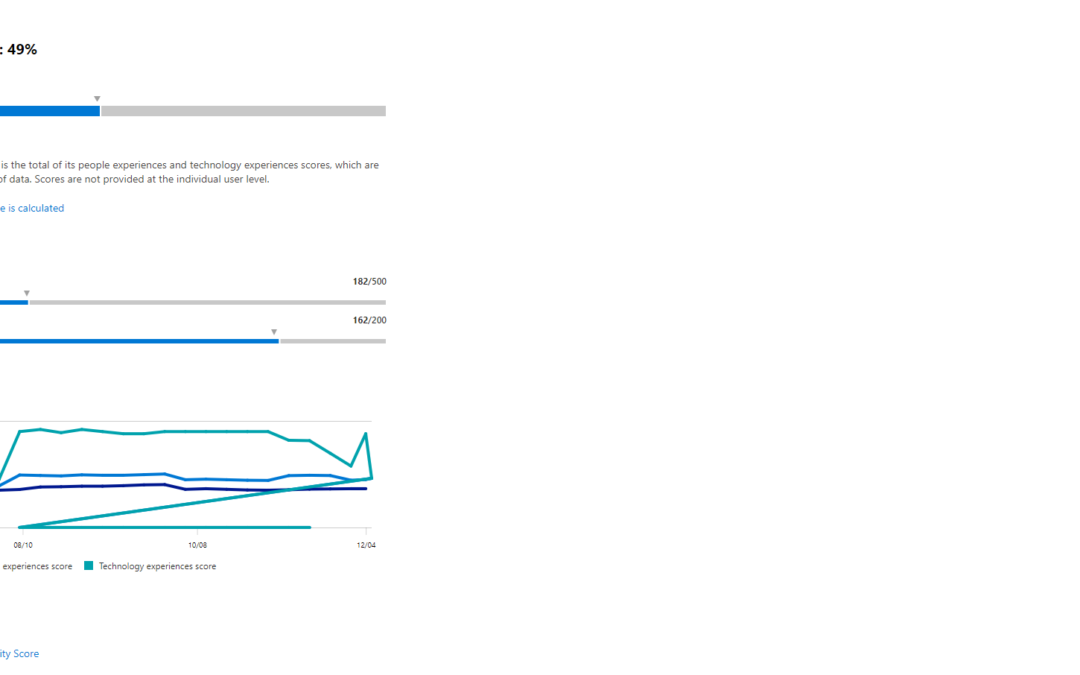 : 49%
is the total of its people experiences and technology experiences scores, which are
of data. Scores are not provided at the individual user level.
e is calculated
182/500
162/200
08/10 10/08 12/04
experiences score Technology experiences score
ity Score